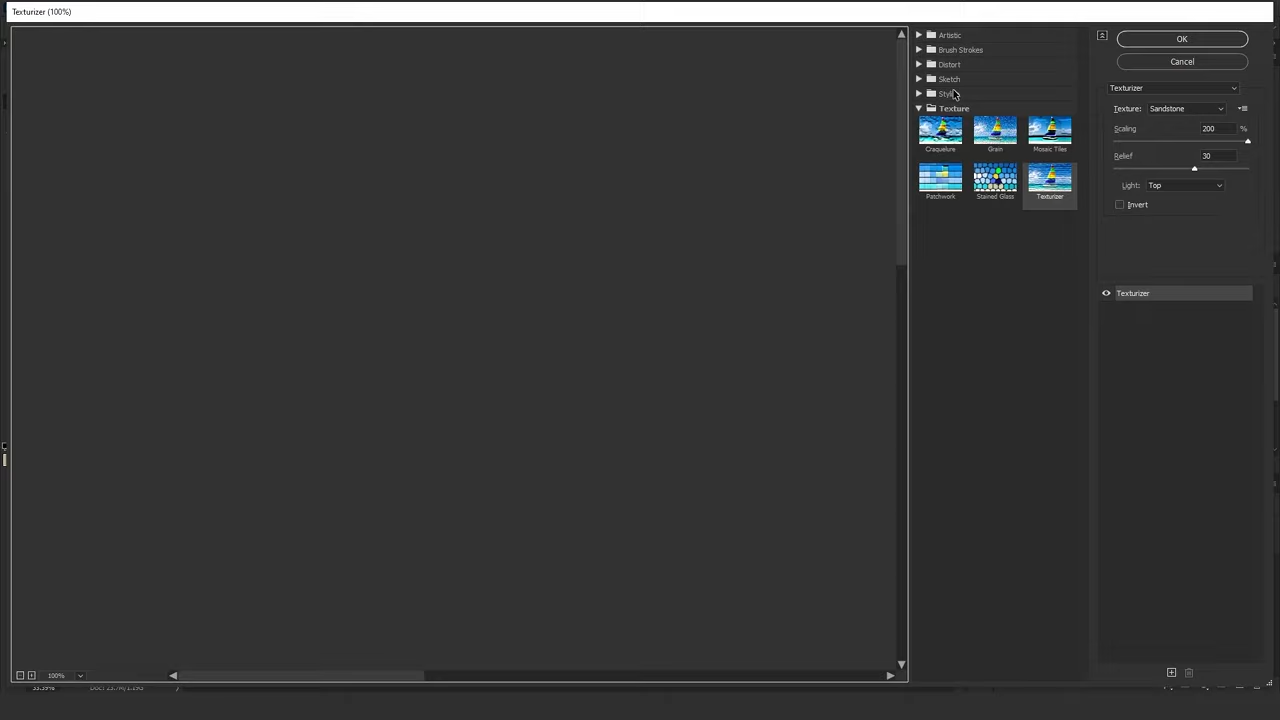 Texturizer (100%)
Artistic
Brush Strokes
Distort
Sketch
Texture
Craquelure
Grain
Mosaic Tiles
Patchwork
Stained Glass
Texturizer
OK
Cancel
Texturizer
Texture: Sandstone
Scaling 200 %
Relief 30
Light: Top
Invert
Texturizer
100%